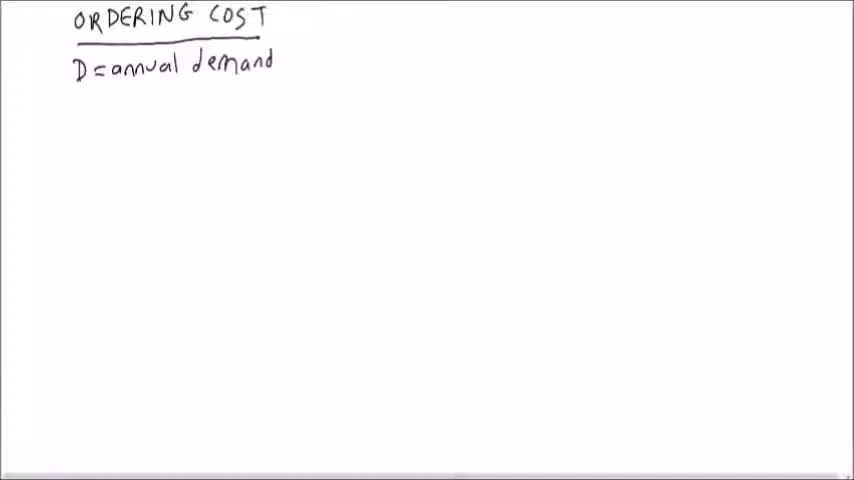 ORDERING COST
D = annual demand